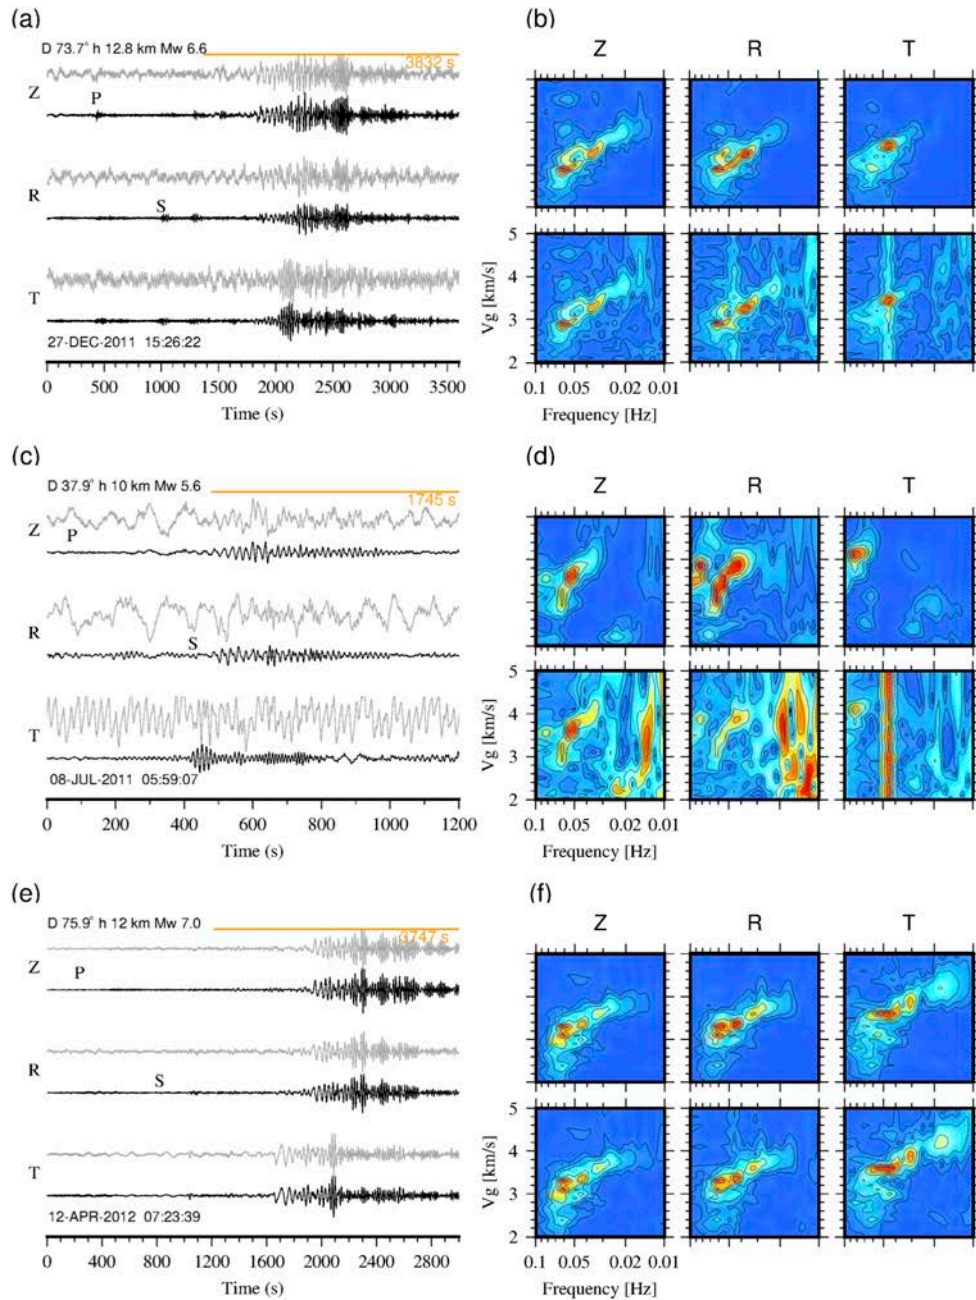 (a)
D 73.7° h 12.8 km Mw 6.6
3832 s
Z
P
R
S
T
27-DEC-2011 15:26:22
0 500 1000 1500 2000 2500 3000 3500
Time (s)
(b)
Z R T
5
4
3
2
Vg [km/s]
0.1 0.05 0.02 0.01
Frequency [Hz]
(c)
D 37.9° h 10 km Mw 5.6
1745 s
Z
P
R
S
T
08-JUL-2011 05:59:07
0 200 400 600 800 1000 1200
Time (s)
(d)
Z R T
5
4
3
2
Vg [km/s]
0.1 0.05 0.02 0.01
Frequency [Hz]
(e)
D 75.9° h 12 km Mw 7.0
3747 s
Z
P
R
S
T
12-APR-2012 07:23:39
0 400 800 1200 1600 2000 2400 2800
Time (s)
(f)
Z R T
5
4
3
2
Vg [km/s]
0.1 0.05 0.02 0.01
Frequency [Hz]